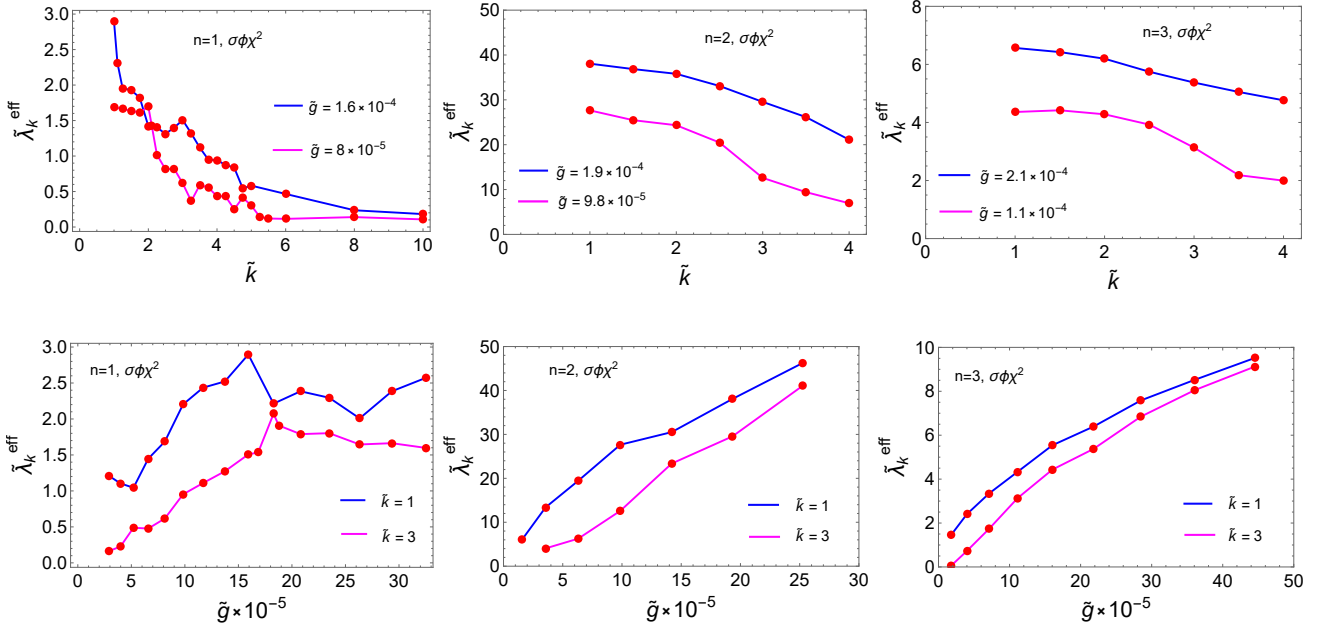 n=1, σϕχ²
g̃ = 1.6×10⁻⁴
g̃ = 8×10⁻⁵
λ̃ₖᵉᶠᶠ
3.0
2.5
2.0
1.5
1.0
0.5
0.0
0 2 4 6 8 10
k̃
n=2, σϕχ²
g̃ = 1.9×10⁻⁴
g̃ = 9.8×10⁻⁵
λ̃ₖᵉᶠᶠ
50
40
30
20
10
0
0 1 2 3 4
k̃
n=3, σϕχ²
g̃ = 2.1×10⁻⁴
g̃ = 1.1×10⁻⁴
λ̃ₖᵉᶠᶠ
8
6
4
2
0
0 1 2 3 4
k̃
n=1, σϕχ²
k̃ = 1
k̃ = 3
λ̃ₖᵉᶠᶠ
3.0
2.5
2.0
1.5
1.0
0.5
0.0
0 5 10 15 20 25 30
g̃×10⁻⁵
n=2, σϕχ²
k̃ = 1
k̃ = 3
λ̃ₖᵉᶠᶠ
50
40
30
20
10
0
0 5 10 15 20 25 30
g̃×10⁻⁵
n=3, σϕχ²
k̃ = 1
k̃ = 3
λ̃ₖᵉᶠᶠ
10
8
6
4
2
0
0 10 20 30 40 50
g̃×10⁻⁵